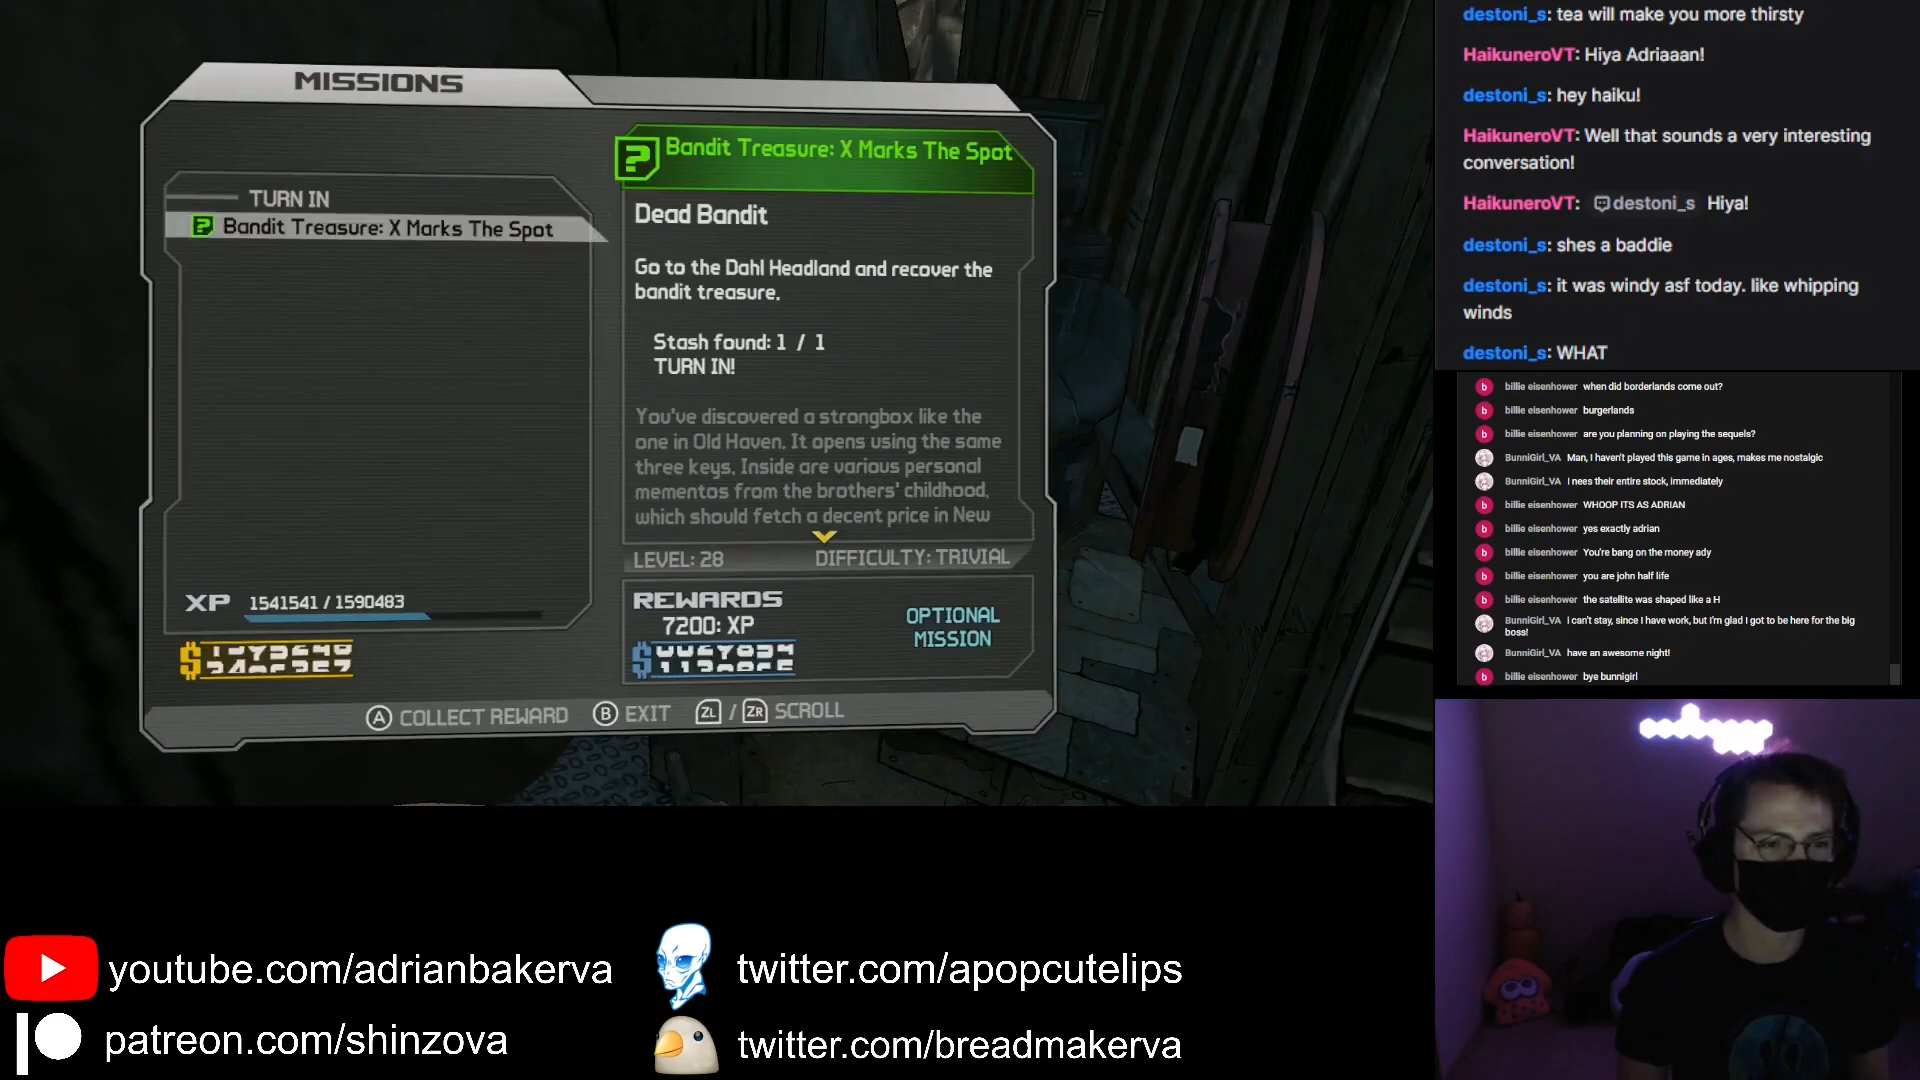 MISSIONS
TURN IN
Bandit Treasure: X Marks The Spot
XP 1541541 / 1590483
Bandit Treasure: X Marks The Spot
Dead Bandit
Go to the Dahl Headland and recover the
bandit treasure.
Stash found: 1 / 1
TURN IN!
You've discovered a strongbox like the
one in Old Haven. It opens using the same
three keys. Inside are various personal
mementos from the brothers' childhood,
which should fetch a decent price in New
LEVEL: 28 DIFFICULTY: TRIVIAL
REWARDS
7200: XP
OPTIONAL
MISSION
A COLLECT REWARD B EXIT ZL / ZR SCROLL
destoni_s: tea will make you more thirsty
HaikuneroVT: Hiya Adriaaan!
destoni_s: hey haiku!
HaikuneroVT: Well that sounds a very interesting
conversation!
HaikuneroVT: destoni_s Hiya!
destoni_s: shes a baddie
destoni_s: it was windy asf today. like whipping
winds
destoni_s: WHAT
b billie eisenhower when did borderlands come out?
b billie eisenhower burgerlands
b billie eisenhower are you planning on playing the sequels?
BunniGirl_VA Man, I haven't played this game in ages, makes me nostalgic
BunniGirl_VA I nees their entire stock, immediately
b billie eisenhower WHOOP ITS AS ADRIAN
b billie eisenhower yes exactly adrian
b billie eisenhower You're bang on the money ady
b billie eisenhower you are john half life
b billie eisenhower the satellite was shaped like a H
BunniGirl_VA i can't stay, since I have work, but I'm glad I got to be here for the big
boss!
BunniGirl_VA have an awesome night!
b billie eisenhower bye bunnigirl
youtube.com/adrianbakerva
twitter.com/apopcutelips
patreon.com/shinzova
twitter.com/breadmakerva